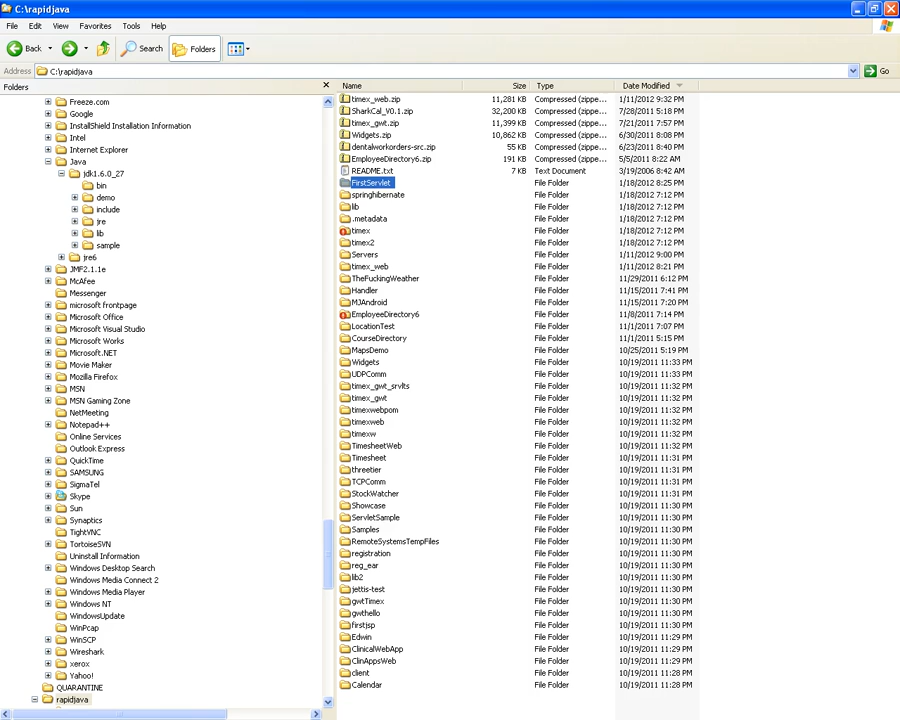 C:\rapidjava
File Edit View Favorites Tools Help
Back Search Folders
Address C:\rapidjava Go
Folders
Freeze.com
Google
InstallShield Installation Information
Intel
Internet Explorer
Java
jdk1.6.0_27
bin
demo
include
jre
lib
sample
jre6
JMF2.1.1e
McAfee
Messenger
microsoft frontpage
Microsoft Office
Microsoft Visual Studio
Microsoft Works
Microsoft.NET
Movie Maker
Mozilla Firefox
MSN
MSN Gaming Zone
NetMeeting
Notepad++
Online Services
Outlook Express
QuickTime
SAMSUNG
SigmaTel
Skype
Sun
Synaptics
TightVNC
TortoiseSVN
Uninstall Information
Windows Desktop Search
Windows Media Connect 2
Windows Media Player
Windows NT
WindowsUpdate
WinPcap
WinSCP
Wireshark
xerox
Yahoo!
QUARANTINE
rapidjava
Name Size Type Date Modified
timex_web.zip 11,281 KB Compressed (zippe... 1/11/2012 9:32 PM
SharkCal_V0.1.zip 32,200 KB Compressed (zippe... 7/28/2011 5:18 PM
timex_gwt.zip 11,399 KB Compressed (zippe... 7/21/2011 7:57 PM
Widgets.zip 10,862 KB Compressed (zippe... 6/30/2011 8:08 PM
dentalworkorders-src.zip 55 KB Compressed (zippe... 6/23/2011 8:40 PM
EmployeeDirectory6.zip 191 KB Compressed (zippe... 5/5/2011 8:22 AM
README.txt 7 KB Text Document 3/19/2006 8:42 AM
FirstServlet File Folder 1/18/2012 8:25 PM
springhibernate File Folder 1/18/2012 7:12 PM
lib File Folder 1/18/2012 7:12 PM
.metadata File Folder 1/18/2012 7:12 PM
timex File Folder 1/18/2012 7:12 PM
timex2 File Folder 1/18/2012 7:12 PM
Servers File Folder 1/11/2012 9:00 PM
timex_web File Folder 1/11/2012 8:21 PM
TheFuckingWeather File Folder 11/29/2011 6:12 PM
Handler File Folder 11/15/2011 7:41 PM
MJAndroid File Folder 11/15/2011 7:20 PM
EmployeeDirectory6 File Folder 11/8/2011 7:14 PM
LocationTest File Folder 11/1/2011 7:07 PM
CourseDirectory File Folder 11/1/2011 5:15 PM
MapsDemo File Folder 10/25/2011 5:19 PM
Widgets File Folder 10/19/2011 11:33 PM
UDPComm File Folder 10/19/2011 11:33 PM
timex_gwt_srvlts File Folder 10/19/2011 11:32 PM
timex_gwt File Folder 10/19/2011 11:32 PM
timexwebpom File Folder 10/19/2011 11:32 PM
timexweb File Folder 10/19/2011 11:32 PM
timexw File Folder 10/19/2011 11:32 PM
TimesheetWeb File Folder 10/19/2011 11:32 PM
Timesheet File Folder 10/19/2011 11:31 PM
threetier File Folder 10/19/2011 11:31 PM
TCPComm File Folder 10/19/2011 11:31 PM
StockWatcher File Folder 10/19/2011 11:31 PM
Showcase File Folder 10/19/2011 11:30 PM
ServletSample File Folder 10/19/2011 11:30 PM
Samples File Folder 10/19/2011 11:30 PM
RemoteSystemsTempFiles File Folder 10/19/2011 11:30 PM
registration File Folder 10/19/2011 11:30 PM
reg_ear File Folder 10/19/2011 11:30 PM
lib2 File Folder 10/19/2011 11:30 PM
jettis-test File Folder 10/19/2011 11:30 PM
gwtTimex File Folder 10/19/2011 11:30 PM
gwthello File Folder 10/19/2011 11:30 PM
firstjsp File Folder 10/19/2011 11:30 PM
Edwin File Folder 10/19/2011 11:29 PM
ClinicalWebApp File Folder 10/19/2011 11:29 PM
ClinAppsWeb File Folder 10/19/2011 11:29 PM
client File Folder 10/19/2011 11:28 PM
Calendar File Folder 10/19/2011 11:28 PM